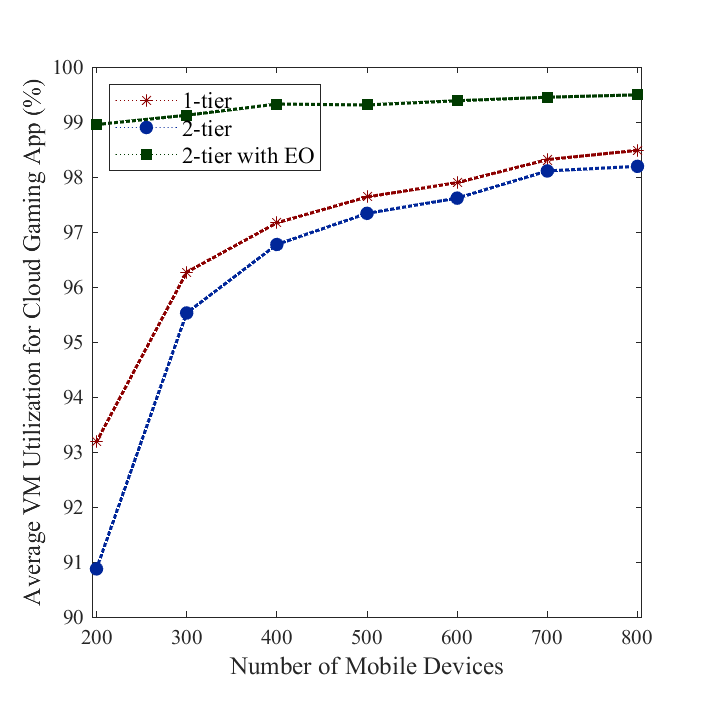 100
99
98
97
96
95
94
93
92
91
90
Average VM Utilization for Cloud Gaming App (%)
1-tier
2-tier
2-tier with EO
200 300 400 500 600 700 800
Number of Mobile Devices